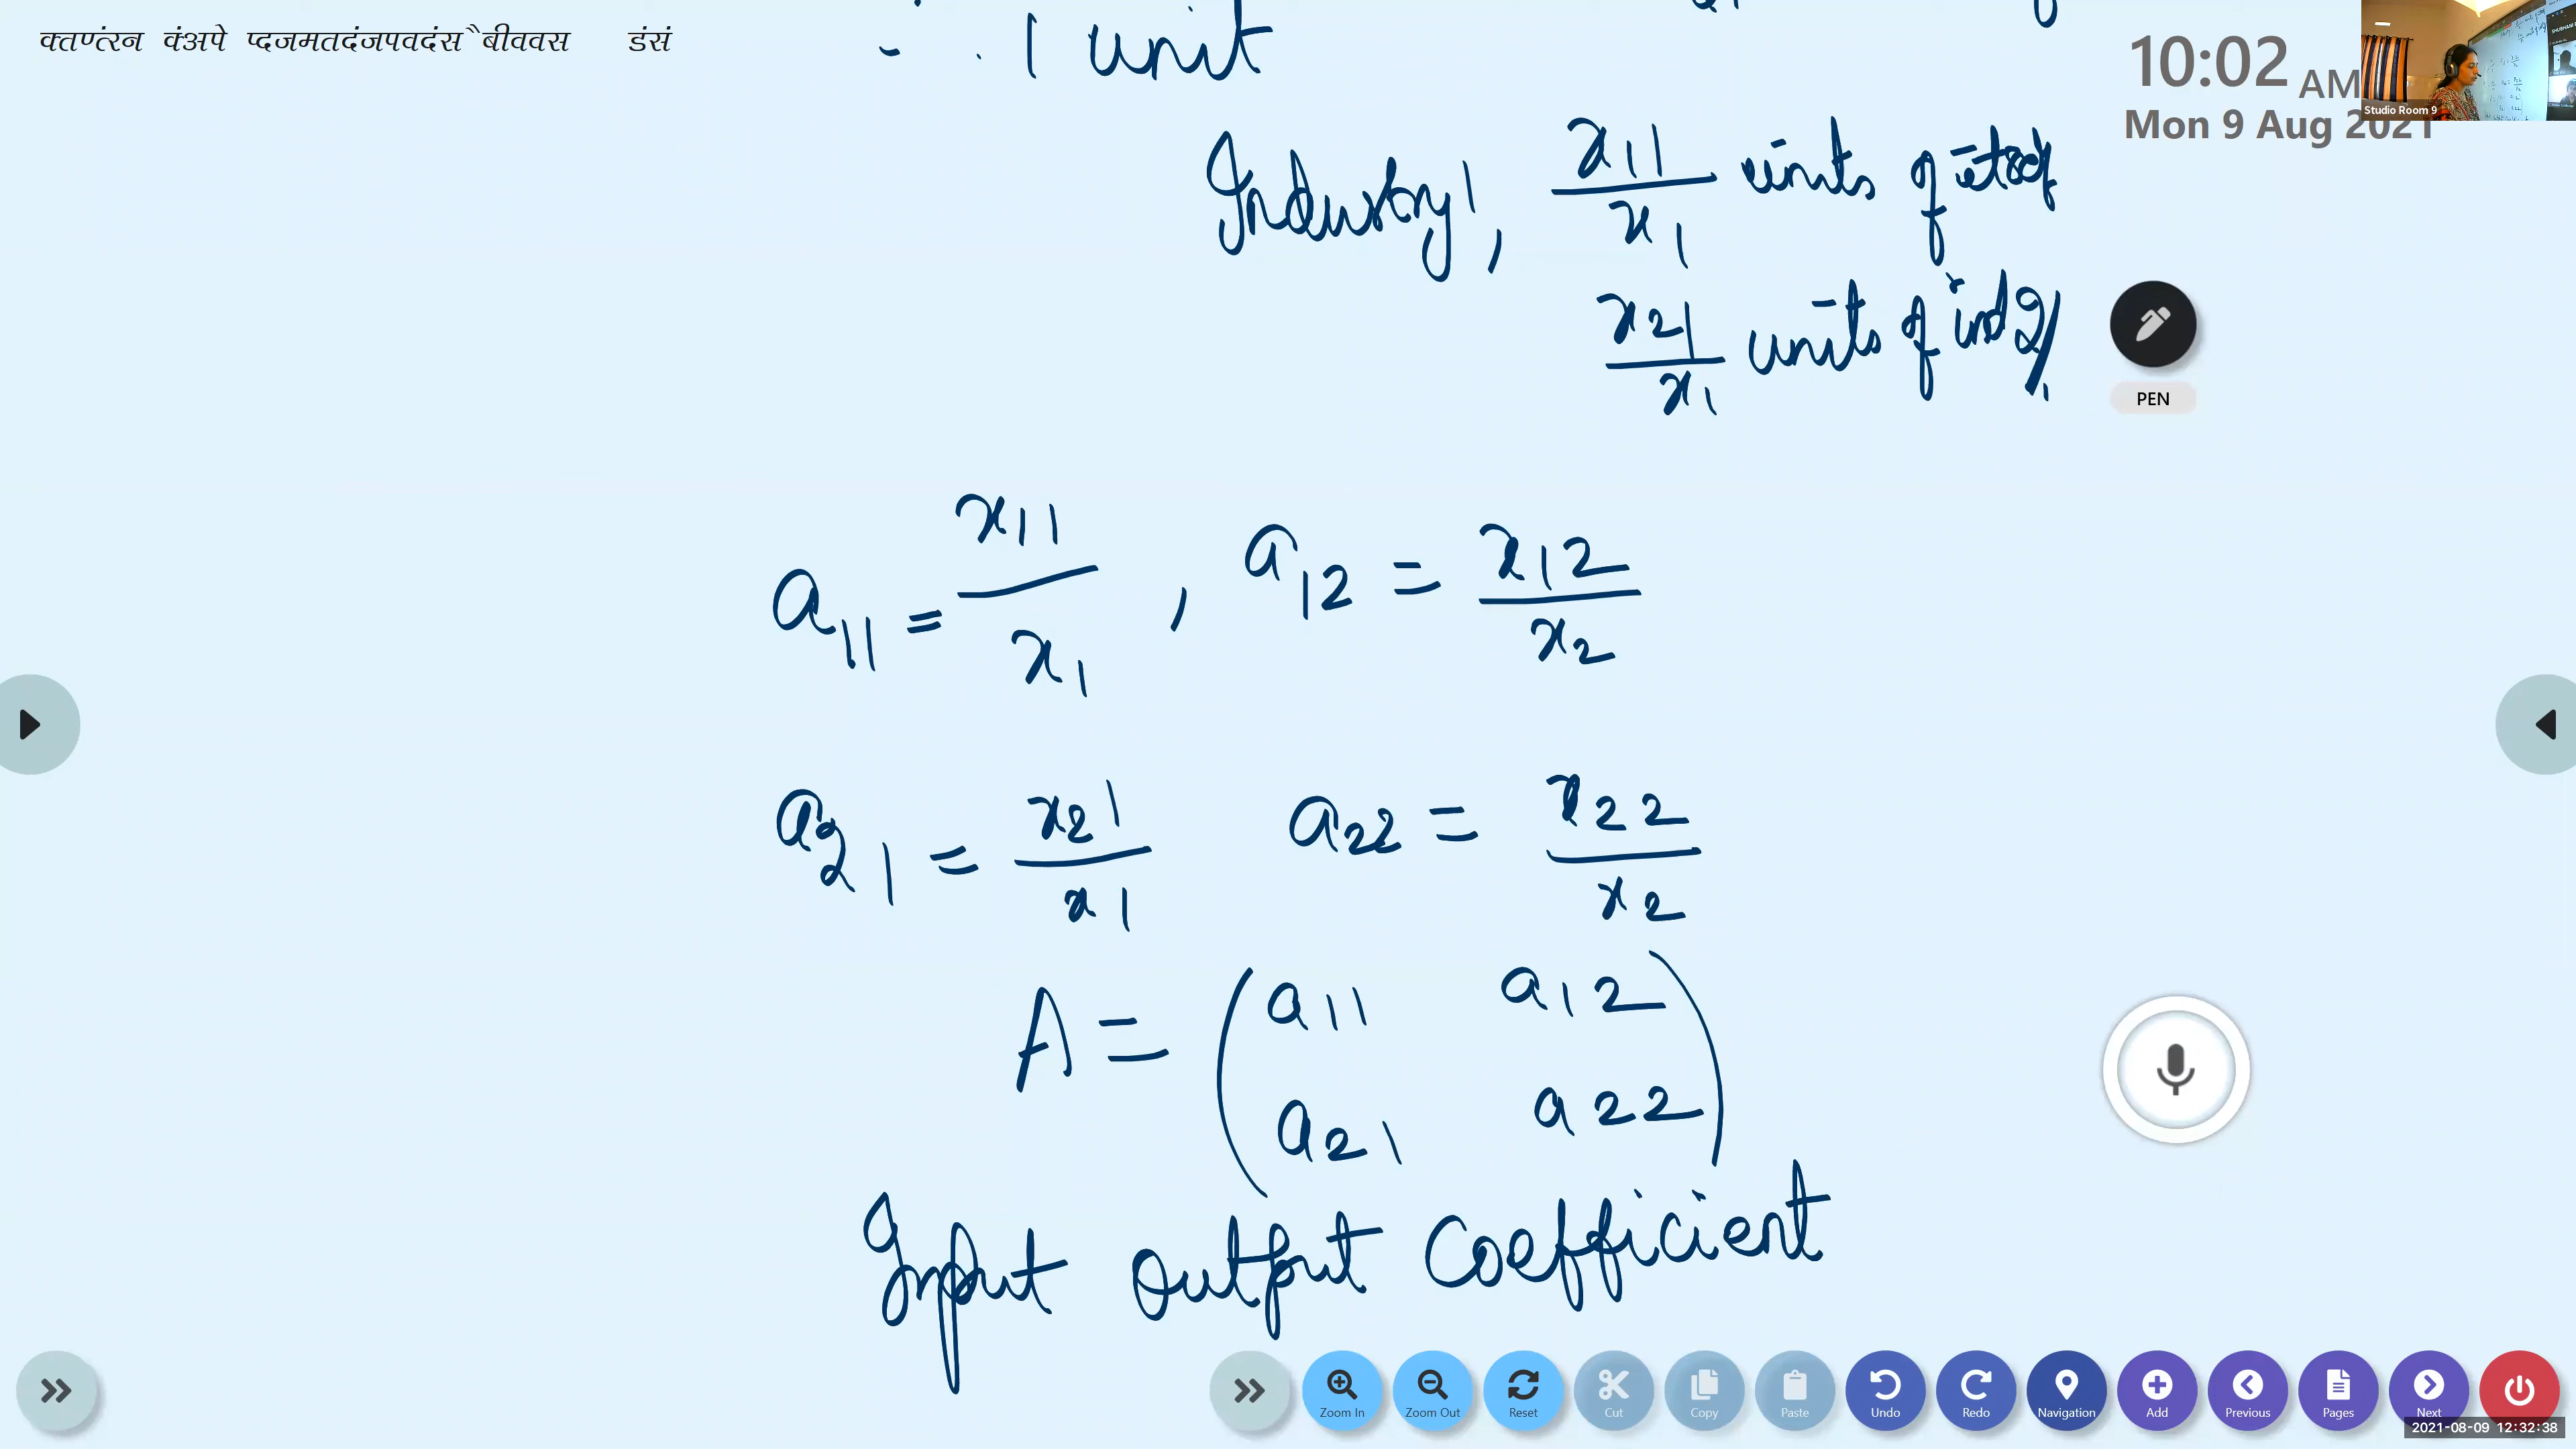 क्तण्ंरन क्ंअपे प्दजमतदंजपवदंस ैबीववस डंसं
1 unit
10:02 AM
Mon 9 Aug 2021
Studio Room 9
Industry 1, x11/x1 units of
x21/x1 units of ind 2/1
PEN
a11 = x11/x1 , a12 = x12/x2
a21 = x21/x1 a22 = x22/x2
A = ( a11 a12
a21 a22 )
Input output coefficient
Zoom In Zoom Out Reset Cut Copy Paste Undo Redo Navigation Add Previous Pages Next
2021-08-09 12:32:38